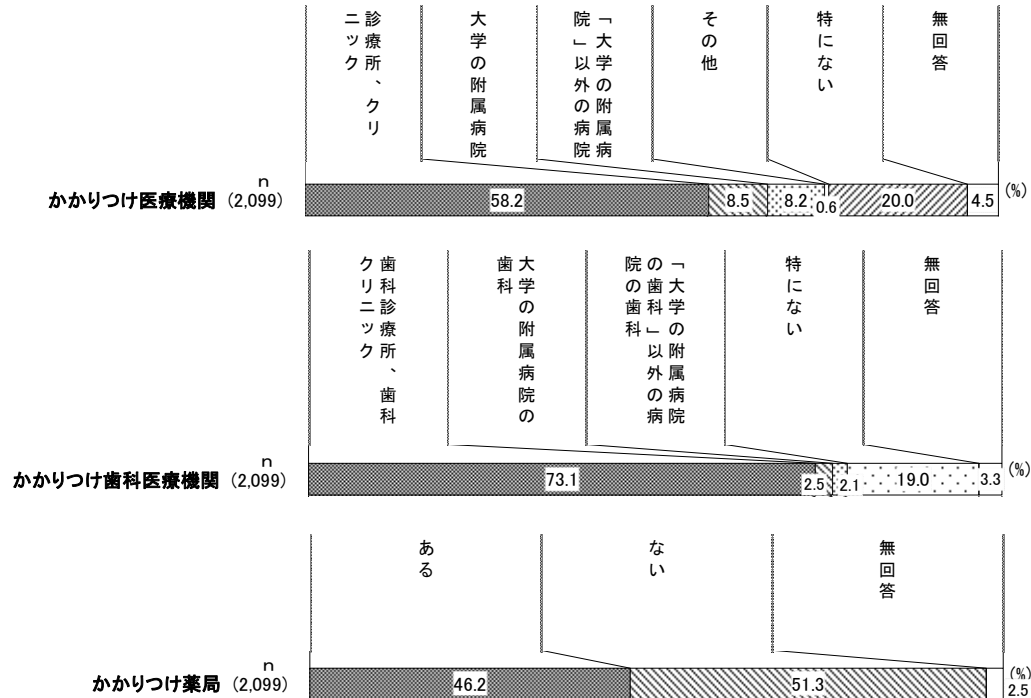 診療所、クリ
ニック
大学の附属病院
「大学の附属病
院」以外の病院
その他
特にない
無回答
n
かかりつけ医療機関 (2,099)
58.2 8.5 8.2 0.6 20.0 4.5 (%)
歯科診療所、歯科
クリニック
大学の附属病院の
歯科
「大学の附属病院
の歯科」以外の病
院の歯科
特にない
無回答
n
かかりつけ歯科医療機関 (2,099)
73.1 2.5 2.1 19.0 3.3 (%)
ある
ない
無回答
n
かかりつけ薬局 (2,099)
46.2 51.3 2.5 (%)